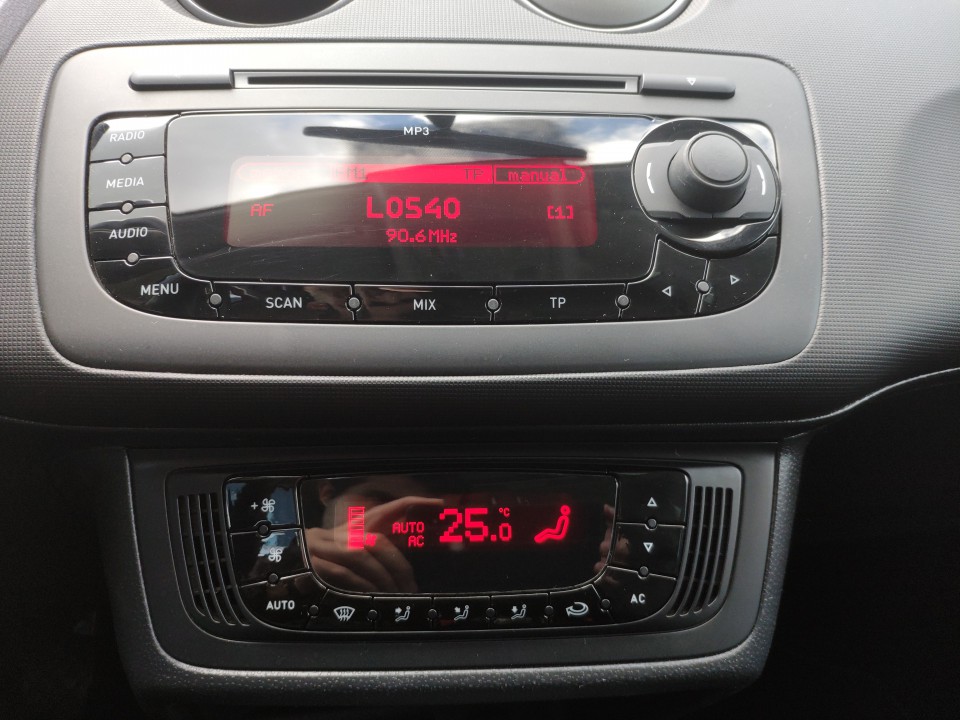 MP3
RADIO
MEDIA
AUDIO
MENU
SCAN
MIX
TP
TP manual
AF LOS40 [1]
90.6MHz
AUTO
AC
25.0 °C
AUTO
AC